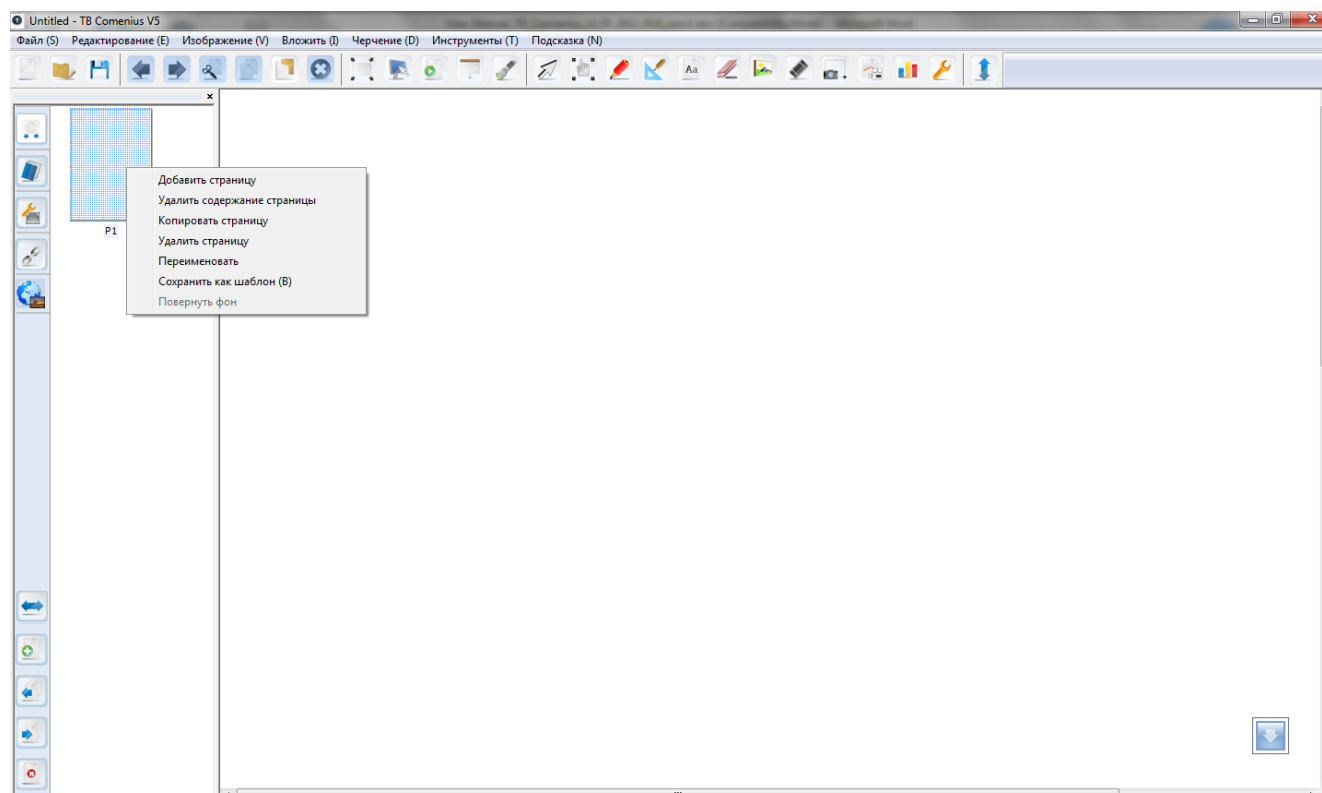 Untitled - TB Comenius V5
Файл (S) Редактирование (E) Изображение (V) Вложить (I) Черчение (D) Инструменты (T) Подсказка (N)
Aa
P1
Добавить страницу
Удалить содержание страницы
Копировать страницу
Удалить страницу
Переименовать
Сохранить как шаблон (B)
Повернуть фон